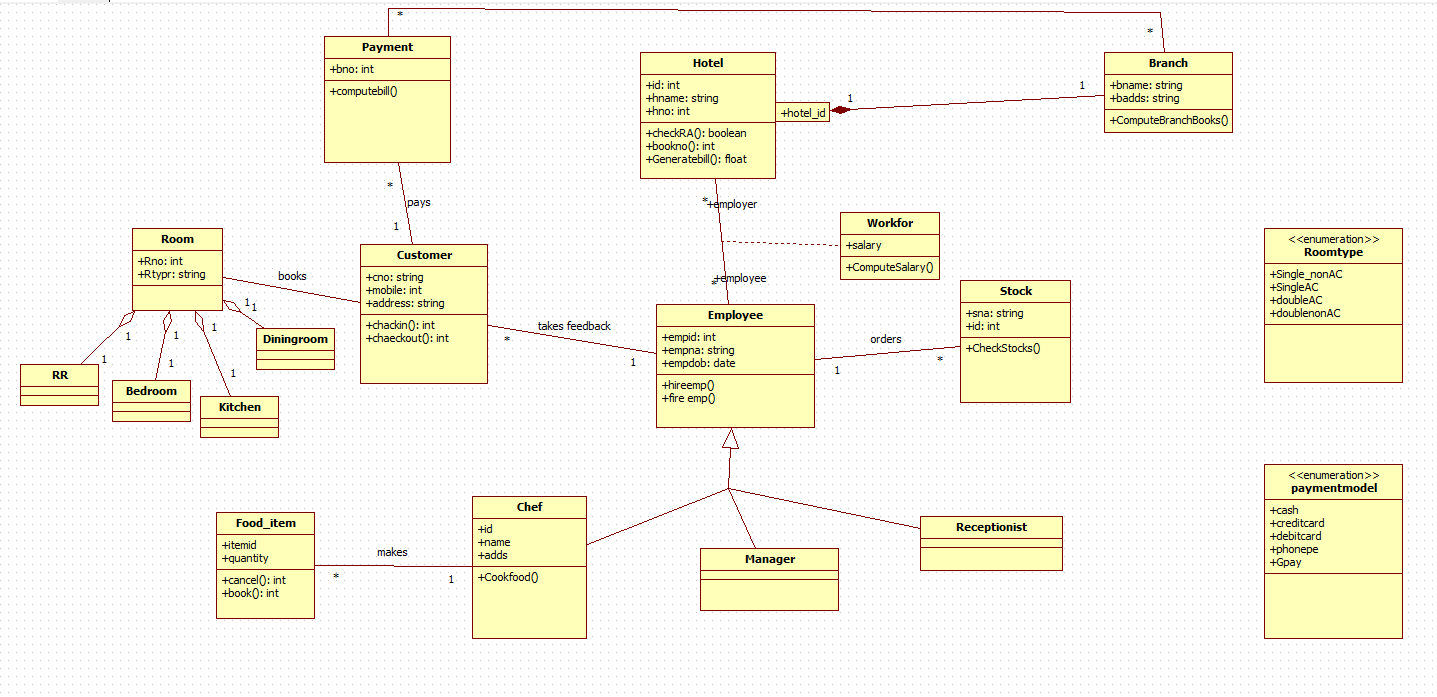 *
*
Payment
+bno: int
+computebill()
Hotel
+id: int
+hname: string
+hno: int
+checkRA(): boolean
+bookno(): int
+Generatebill(): float
+hotel_id
1
1
Branch
+bname: string
+badds: string
+ComputeBranchBooks()
*
pays
1
*
+employer
Workfor
+salary
+ComputeSalary()
+employee
*
Room
+Rno: int
+Rtypr: string
books
Customer
+cno: string
+mobile: int
+address: string
+chackin(): int
+chaeckout(): int
<<enumeration>>
Roomtype
+Single_nonAC
+SingleAC
+doubleAC
+doublenonAC
Stock
+sna: string
+id: int
+CheckStocks()
Employee
+empid: int
+empna: string
+empdob: date
+hireemp()
+fire emp()
takes feedback
*
1
orders
1
*
1
1
1
1
1
1
1
1
Diningroom
RR
Bedroom
Kitchen
<<enumeration>>
paymentmodel
+cash
+creditcard
+debitcard
+phonepe
+Gpay
Food_item
+itemid
+quantity
+cancel(): int
+book(): int
makes
*
1
Chef
+id
+name
+adds
+Cookfood()
Manager
Receptionist